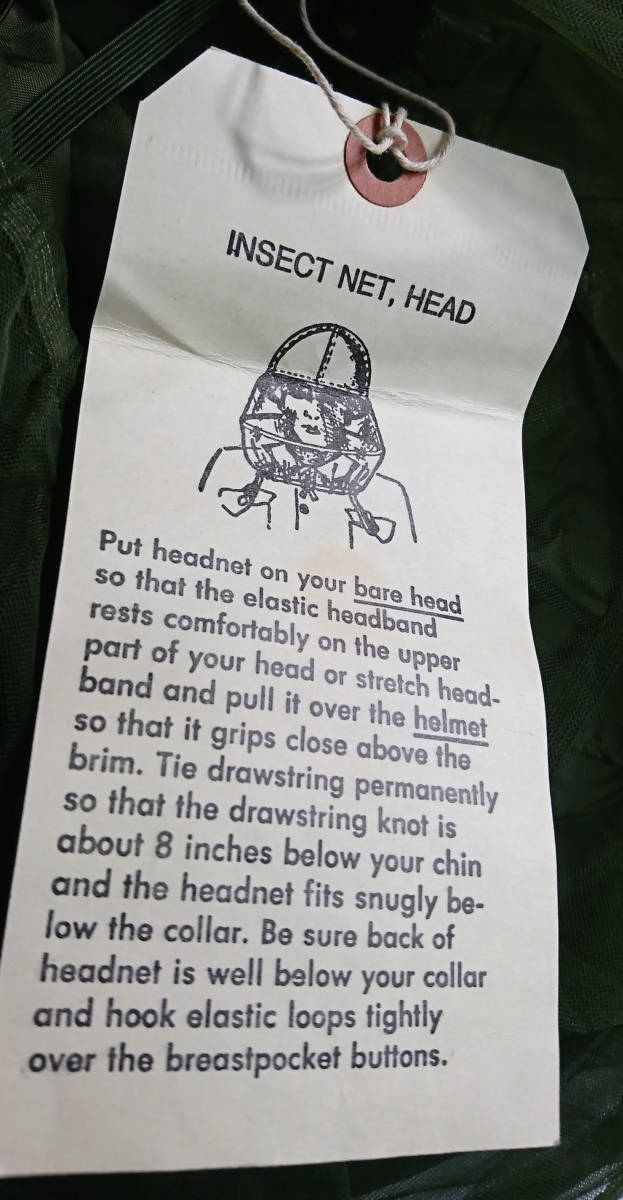 INSECT NET, HEAD
Put headnet on your bare head
so that the elastic headband
rests comfortably on the upper
part of your head or stretch head-
band and pull it over the helmet
so that it grips close above the
brim. Tie drawstring permanently
so that the drawstring knot is
about 8 inches below your chin
and the headnet fits snugly be-
low the collar. Be sure back of
headnet is well below your collar
and hook elastic loops tightly
over the breastpocket buttons.